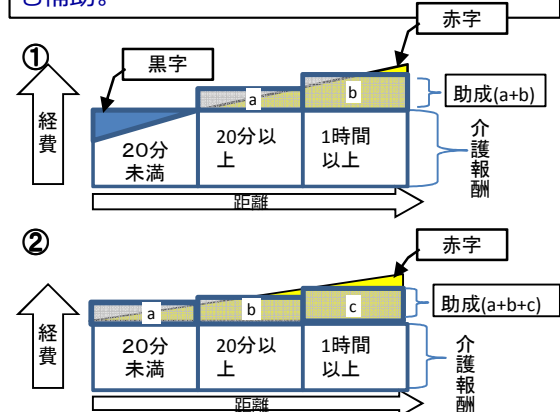 も補助。
赤字
①
黒字
経費
a
b
助成(a+b)
20分
未満
20分以
上
1時間
以上
介護報酬
距離
②
赤字
経費
a
b
c
助成(a+b+c)
20分
未満
20分以
上
1時間
以上
介護報酬
距離